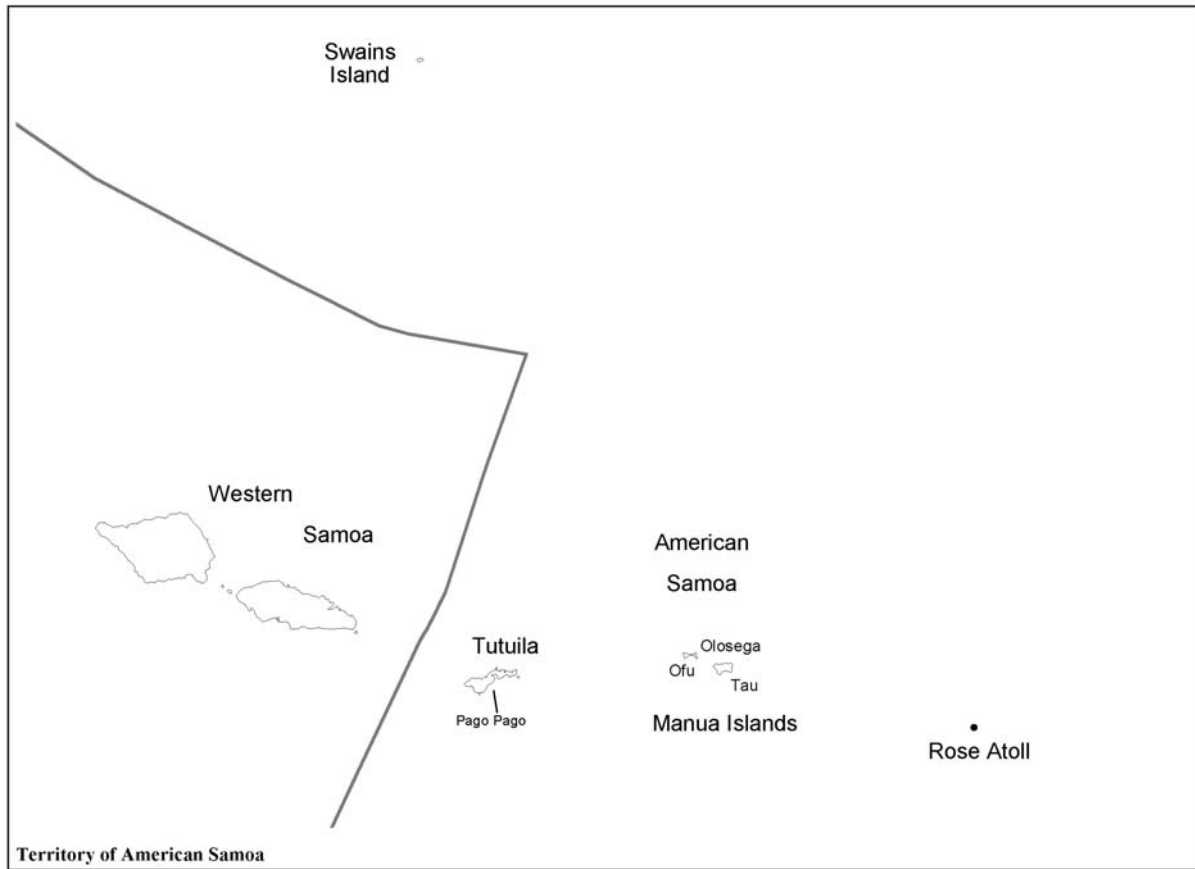 Swains
Island
Western
Samoa
American
Samoa
Tutuila
Olosega
Ofu
Tau
Pago Pago
Manua Islands
Rose Atoll
Territory of American Samoa